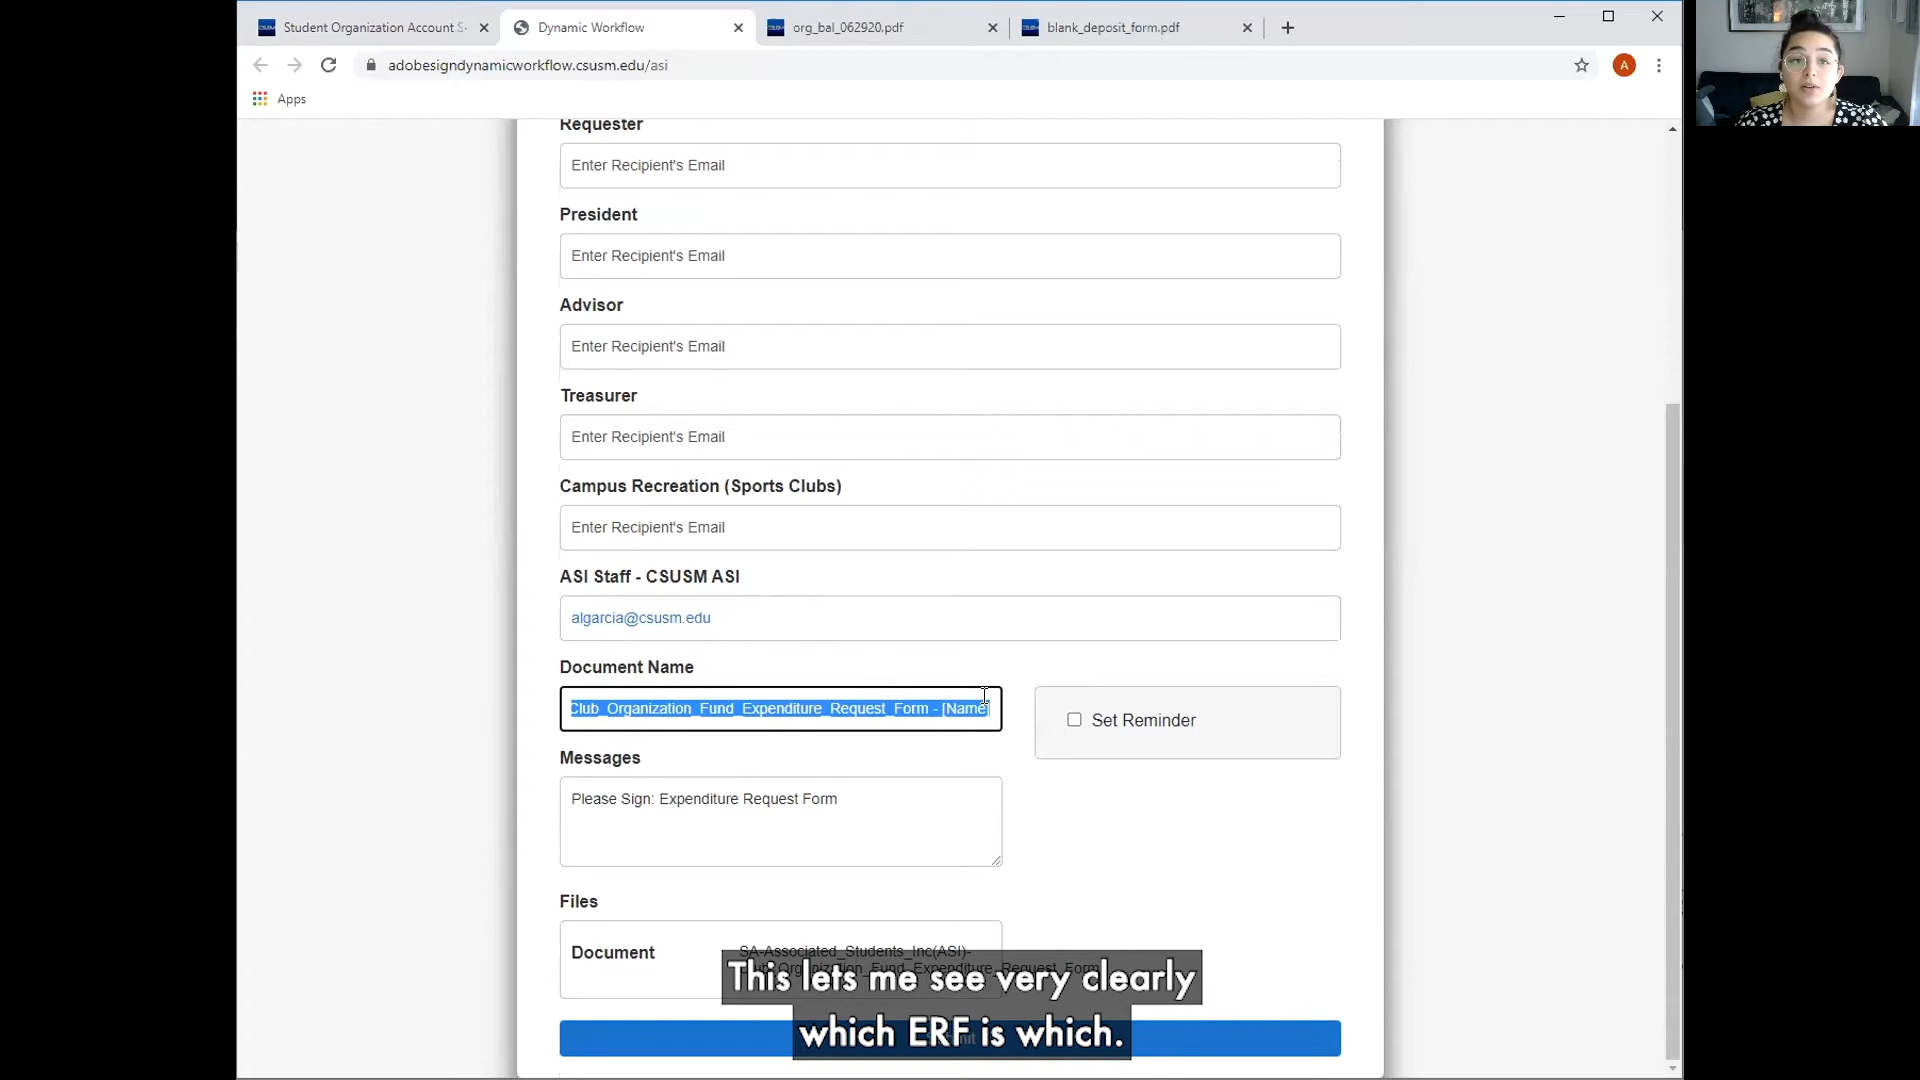 Student Organization Account S
Dynamic Workflow
org_bal_062920.pdf
blank_deposit_form.pdf
adobesigndynamicworkflow.csusm.edu/asi
A
Apps
Requester
Enter Recipient's Email
President
Enter Recipient's Email
Advisor
Enter Recipient's Email
Treasurer
Enter Recipient's Email
Campus Recreation (Sports Clubs)
Enter Recipient's Email
ASI Staff - CSUSM ASI
algarcia@csusm.edu
Document Name
Club_Organization_Fund_Expenditure_Request_Form - [Name]
Set Reminder
Messages
Please Sign: Expenditure Request Form
Files
Document
SA-Associated_Students_Inc(ASI)-
Club_Organization_Fund_Expenditure_Request_Form
This lets me see very clearly
which ERF is which.